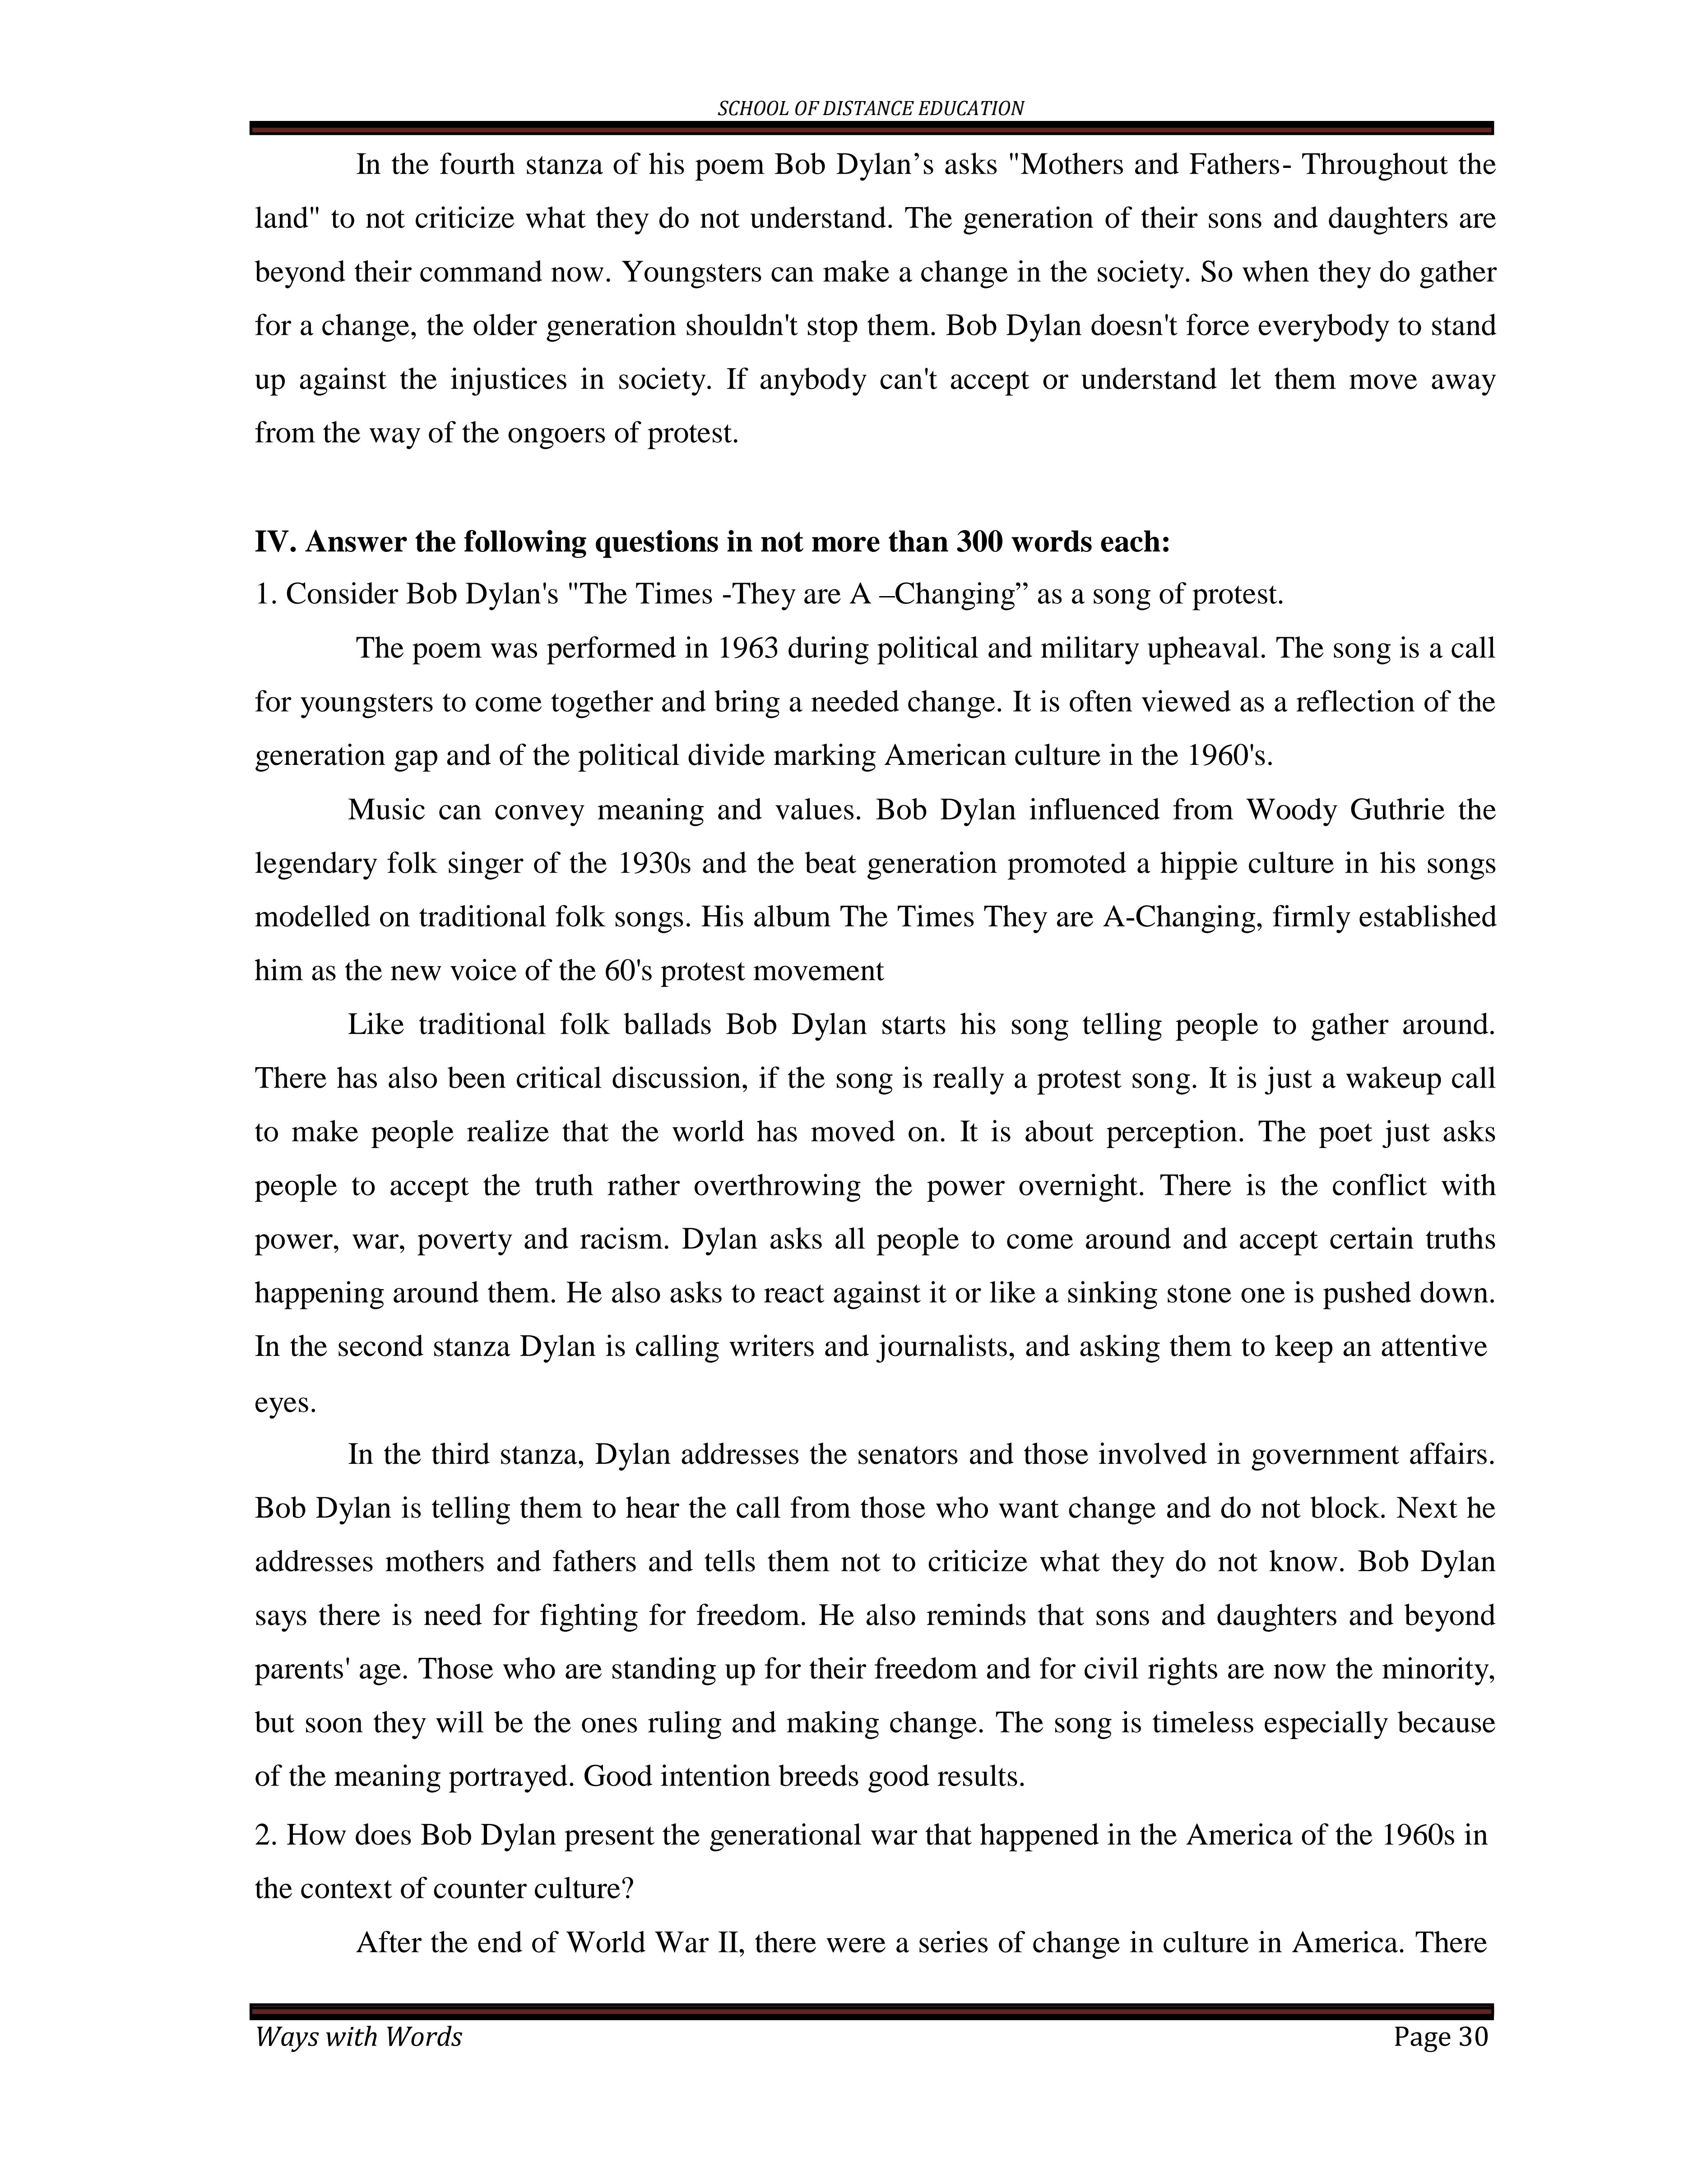 SCHOOL OF DISTANCE EDUCATION
In the fourth stanza of his poem Bob Dylan’s asks "Mothers and Fathers- Throughout the
land" to not criticize what they do not understand. The generation of their sons and daughters are
beyond their command now. Youngsters can make a change in the society. So when they do gather
for a change, the older generation shouldn't stop them. Bob Dylan doesn't force everybody to stand
up against the injustices in society. If anybody can't accept or understand let them move away
from the way of the ongoers of protest.
IV. Answer the following questions in not more than 300 words each:
1. Consider Bob Dylan's "The Times -They are A –Changing” as a song of protest.
The poem was performed in 1963 during political and military upheaval. The song is a call
for youngsters to come together and bring a needed change. It is often viewed as a reflection of the
generation gap and of the political divide marking American culture in the 1960's.
Music can convey meaning and values. Bob Dylan influenced from Woody Guthrie the
legendary folk singer of the 1930s and the beat generation promoted a hippie culture in his songs
modelled on traditional folk songs. His album The Times They are A-Changing, firmly established
him as the new voice of the 60's protest movement
Like traditional folk ballads Bob Dylan starts his song telling people to gather around.
There has also been critical discussion, if the song is really a protest song. It is just a wakeup call
to make people realize that the world has moved on. It is about perception. The poet just asks
people to accept the truth rather overthrowing the power overnight. There is the conflict with
power, war, poverty and racism. Dylan asks all people to come around and accept certain truths
happening around them. He also asks to react against it or like a sinking stone one is pushed down.
In the second stanza Dylan is calling writers and journalists, and asking them to keep an attentive
eyes.
In the third stanza, Dylan addresses the senators and those involved in government affairs.
Bob Dylan is telling them to hear the call from those who want change and do not block. Next he
addresses mothers and fathers and tells them not to criticize what they do not know. Bob Dylan
says there is need for fighting for freedom. He also reminds that sons and daughters and beyond
parents' age. Those who are standing up for their freedom and for civil rights are now the minority,
but soon they will be the ones ruling and making change. The song is timeless especially because
of the meaning portrayed. Good intention breeds good results.
2. How does Bob Dylan present the generational war that happened in the America of the 1960s in
the context of counter culture?
After the end of World War II, there were a series of change in culture in America. There
Ways with Words Page 30